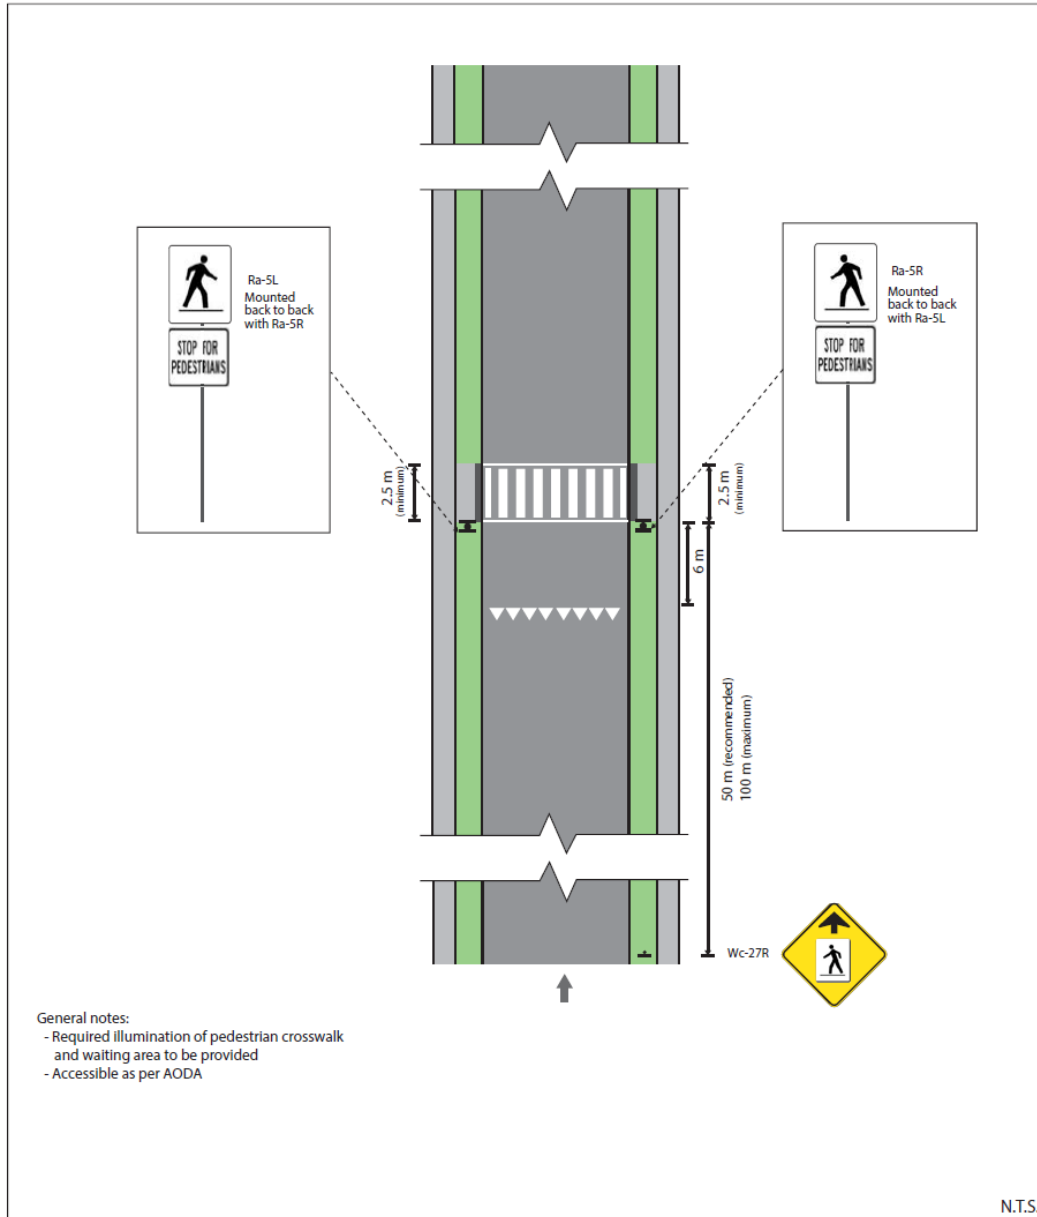 Ra-5L
Mounted
back to back
with Ra-5R
STOP FOR
PEDESTRIANS
Ra-5R
Mounted
back to back
with Ra-5L
STOP FOR
PEDESTRIANS
2.5 m
(minimum)
2.5 m
(minimum)
6 m
50 m (recommended)
100 m (maximum)
Wc-27R
General notes:
- Required illumination of pedestrian crosswalk
and waiting area to be provided
- Accessible as per AODA
N.T.S.